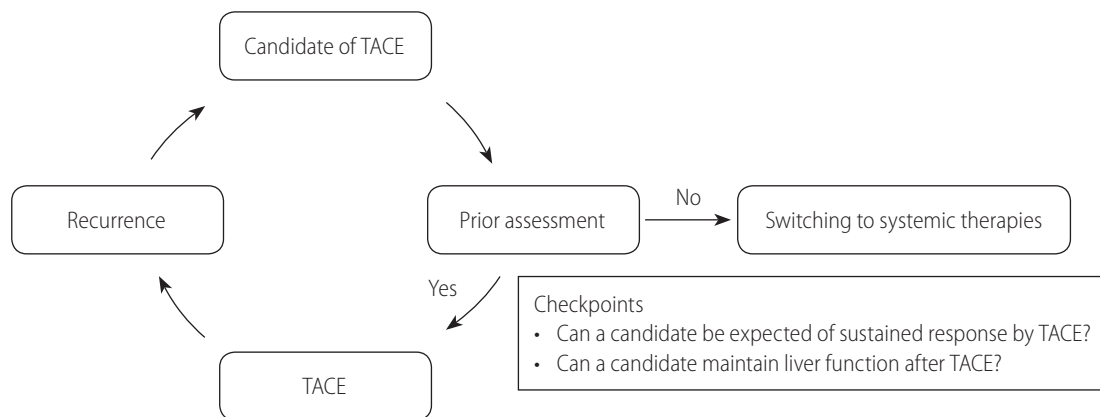 Candidate of TACE
Recurrence
Prior assessment
No
Switching to systemic therapies
Yes
Checkpoints
• Can a candidate be expected of sustained response by TACE?
• Can a candidate maintain liver function after TACE?
TACE